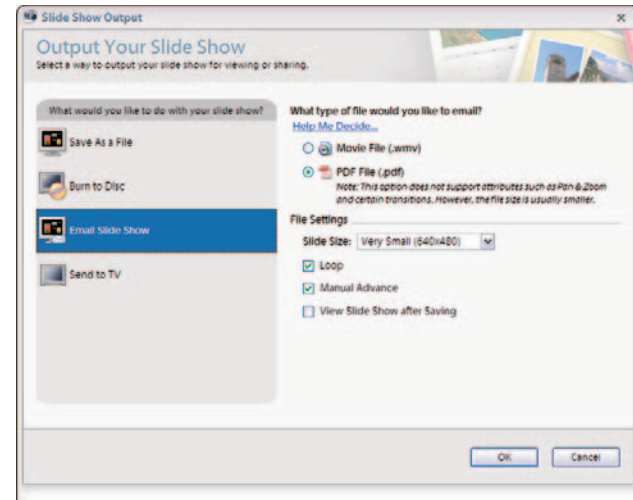 Slide Show Output
Output Your Slide Show
Select a way to output your slide show for viewing or sharing.
What would you like to do with your slide show?
Save As a File
Burn to Disc
Email Slide Show
Send to TV
What type of file would you like to email?
Help Me Decide...
Movie File (.wmv)
PDF File (.pdf)
Note: This option does not support attributes such as Pan & Zoom
and certain transitions. However, the file size is usually smaller.
File Settings
Slide Size: Very Small (640x480)
Loop
Manual Advance
View Slide Show after Saving
OK Cancel